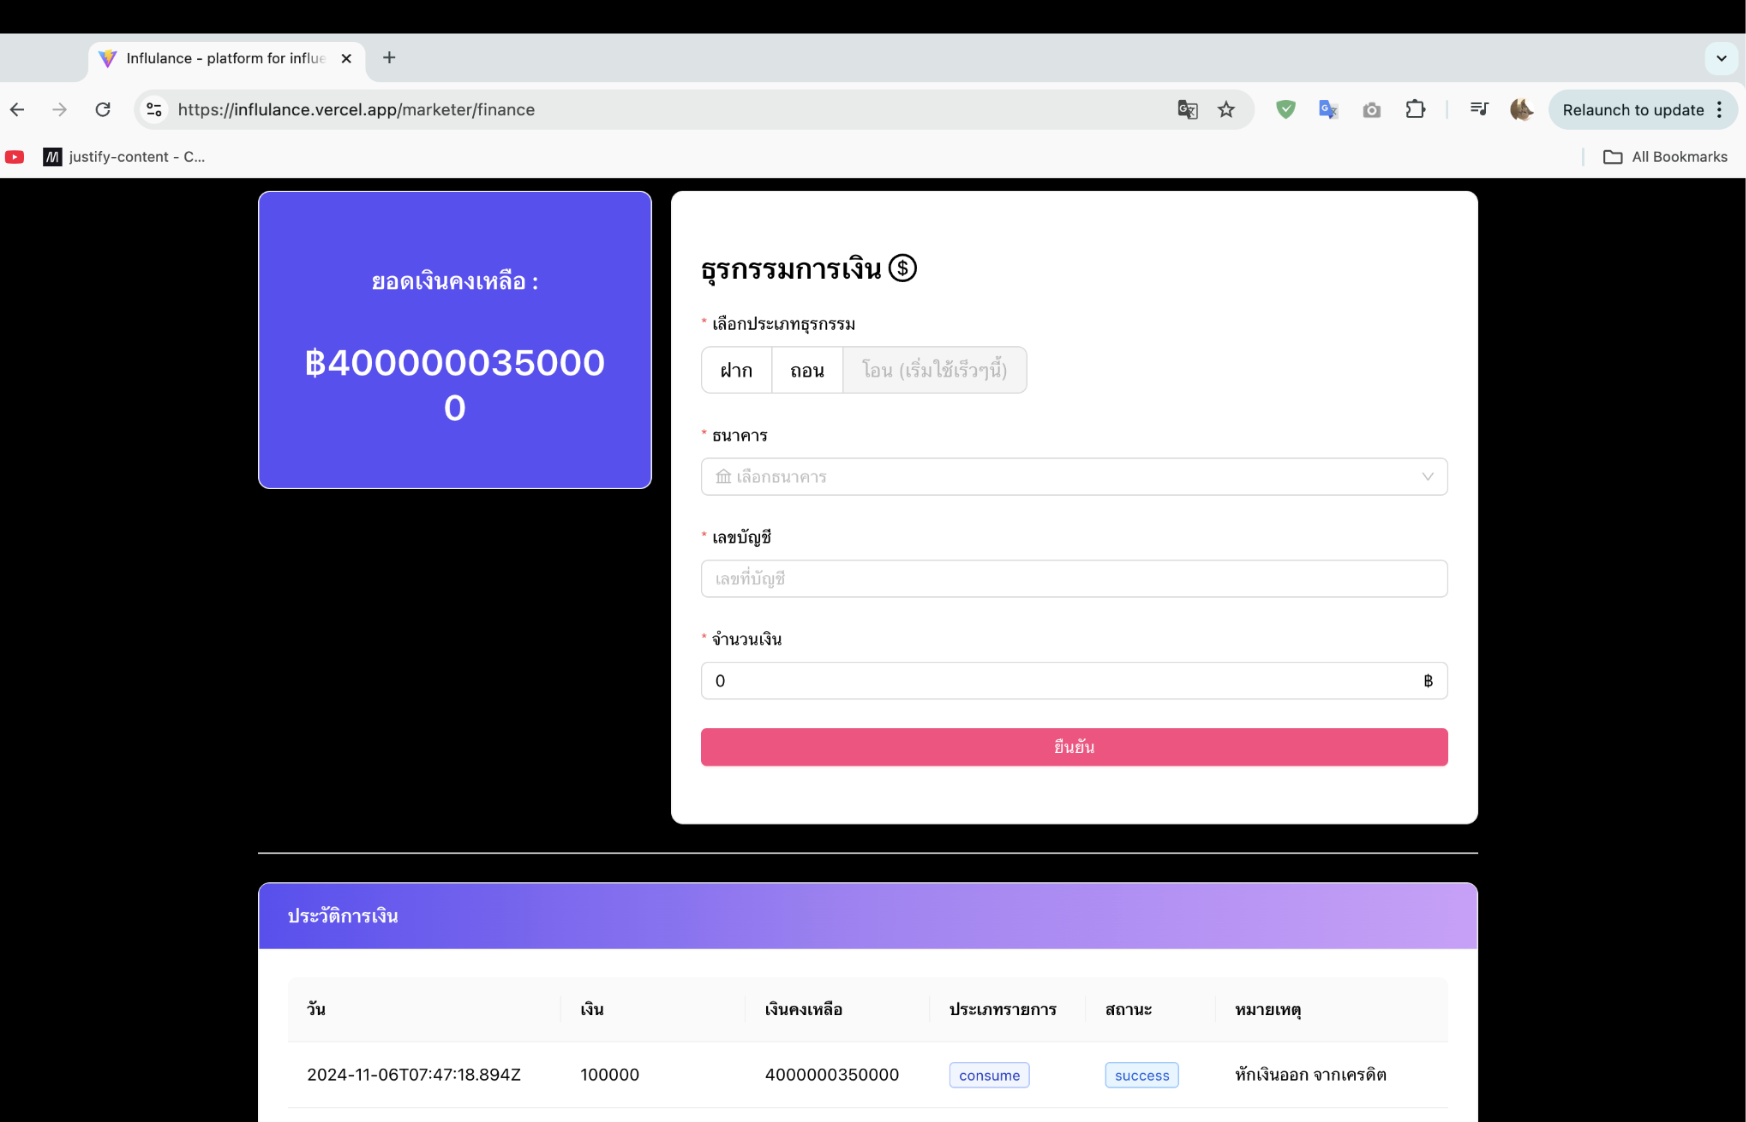 Influlance - platform for influe
https://influlance.vercel.app/marketer/finance
Relaunch to update
justify-content - C...
All Bookmarks
ยอดเงินคงเหลือ :
฿400000035000
0
ธุรกรรมการเงิน
* เลือกประเภทธุรกรรม
ฝาก ถอน โอน (เริ่มใช้เร็วๆนี้)
* ธนาคาร
เลือกธนาคาร
* เลขบัญชี
เลขที่บัญชี
* จำนวนเงิน
0 ฿
ยืนยัน
ประวัติการเงิน
วัน เงิน เงินคงเหลือ ประเภทรายการ สถานะ หมายเหตุ
2024-11-06T07:47:18.894Z 100000 4000000350000 consume success หักเงินออก จากเครดิต